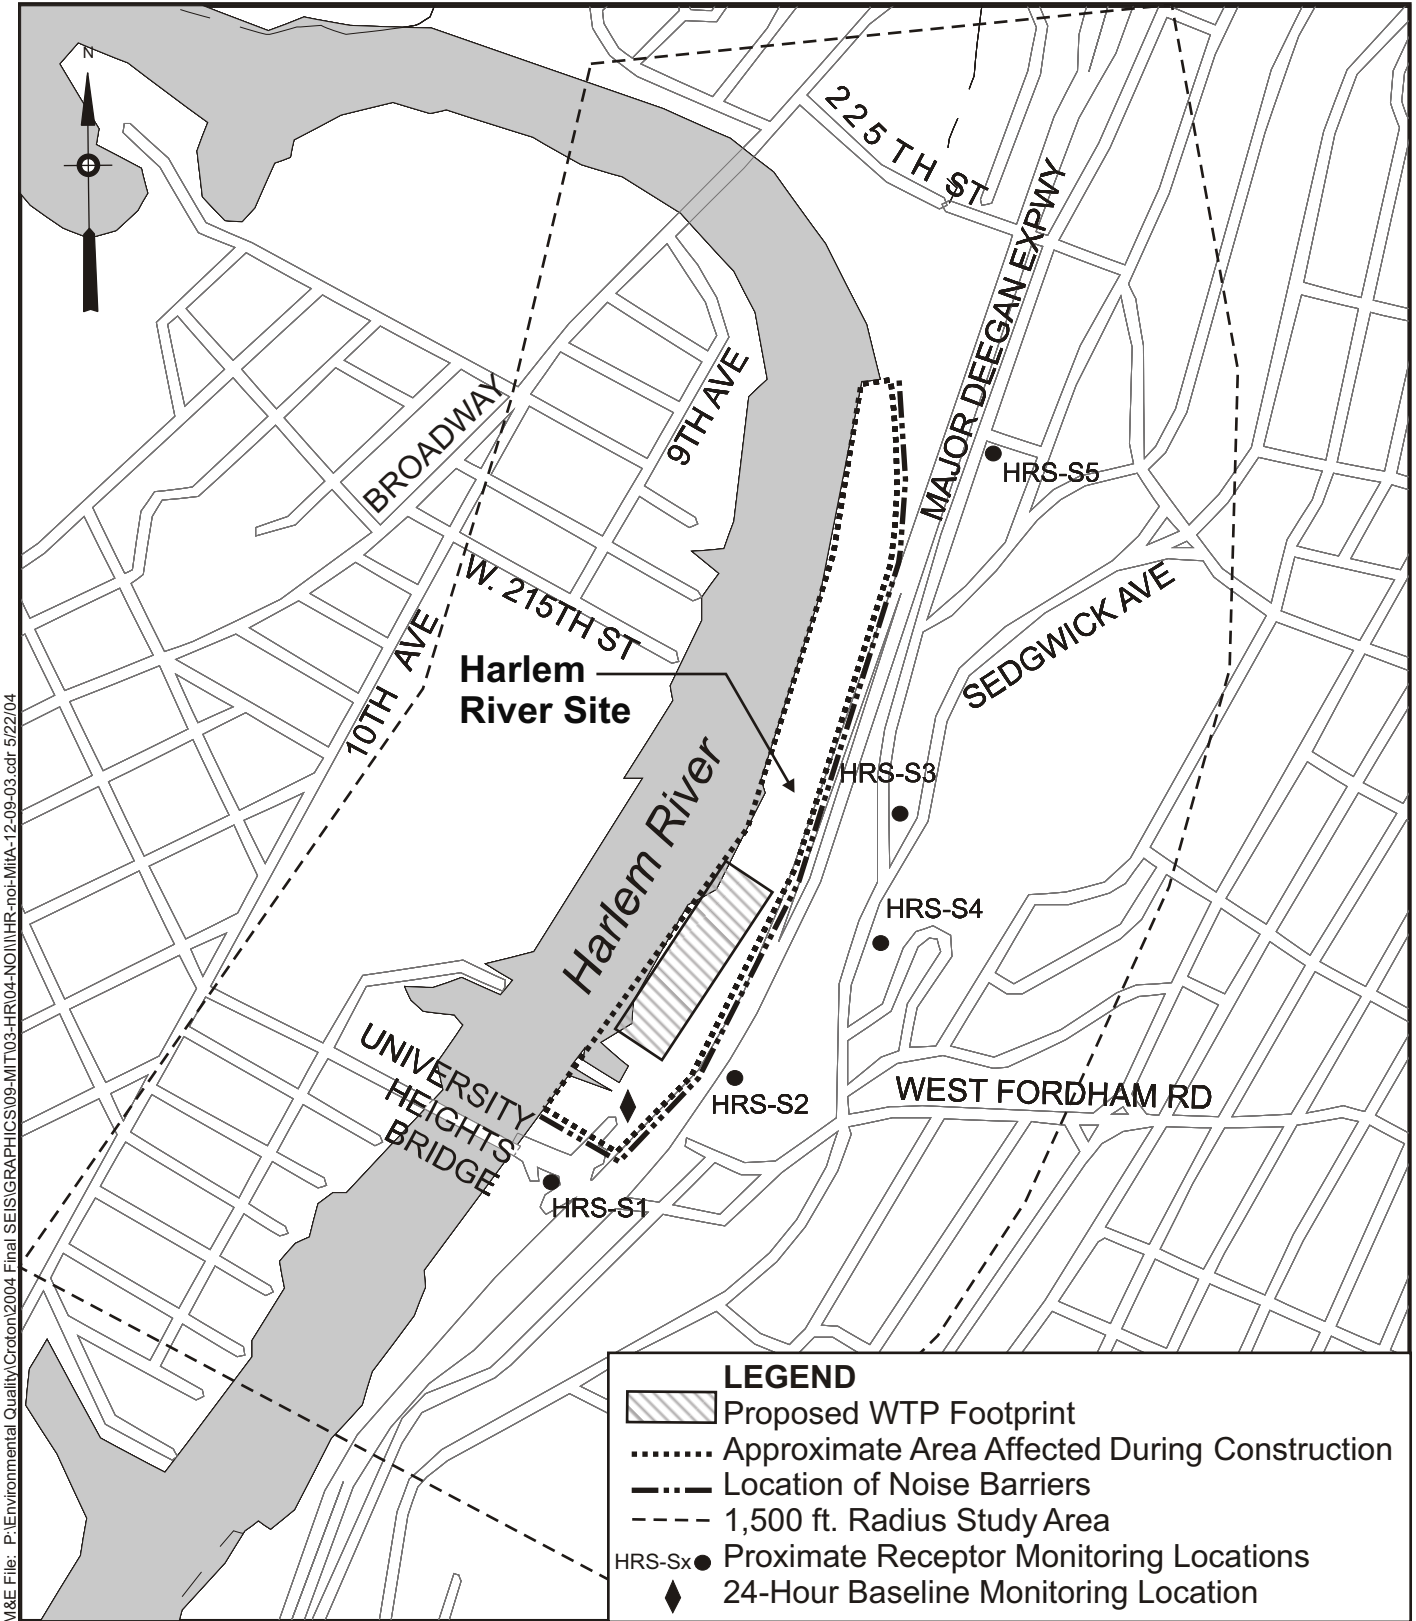 N
225TH ST
MAJOR DEEGAN EXPWY
9TH AVE
BROADWAY
HRS-S5
W. 215TH ST
SEDGWICK AVE
10TH AVE
Harlem
River Site
HRS-S3
Harlem River
HRS-S4
UNIVERSITY
HEIGHTS
BRIDGE
WEST FORDHAM RD
HRS-S2
HRS-S1
LEGEND
Proposed WTP Footprint
Approximate Area Affected During Construction
Location of Noise Barriers
1,500 ft. Radius Study Area
HRS-Sx Proximate Receptor Monitoring Locations
24-Hour Baseline Monitoring Location
M&E File: P:\Environmental Quality\Croton\2004 Final SEIS\GRAPHICS\09-MIT\03-HR\04-NOI\\\HR-noi-MitA-12-09-03.cdr 5/22/04